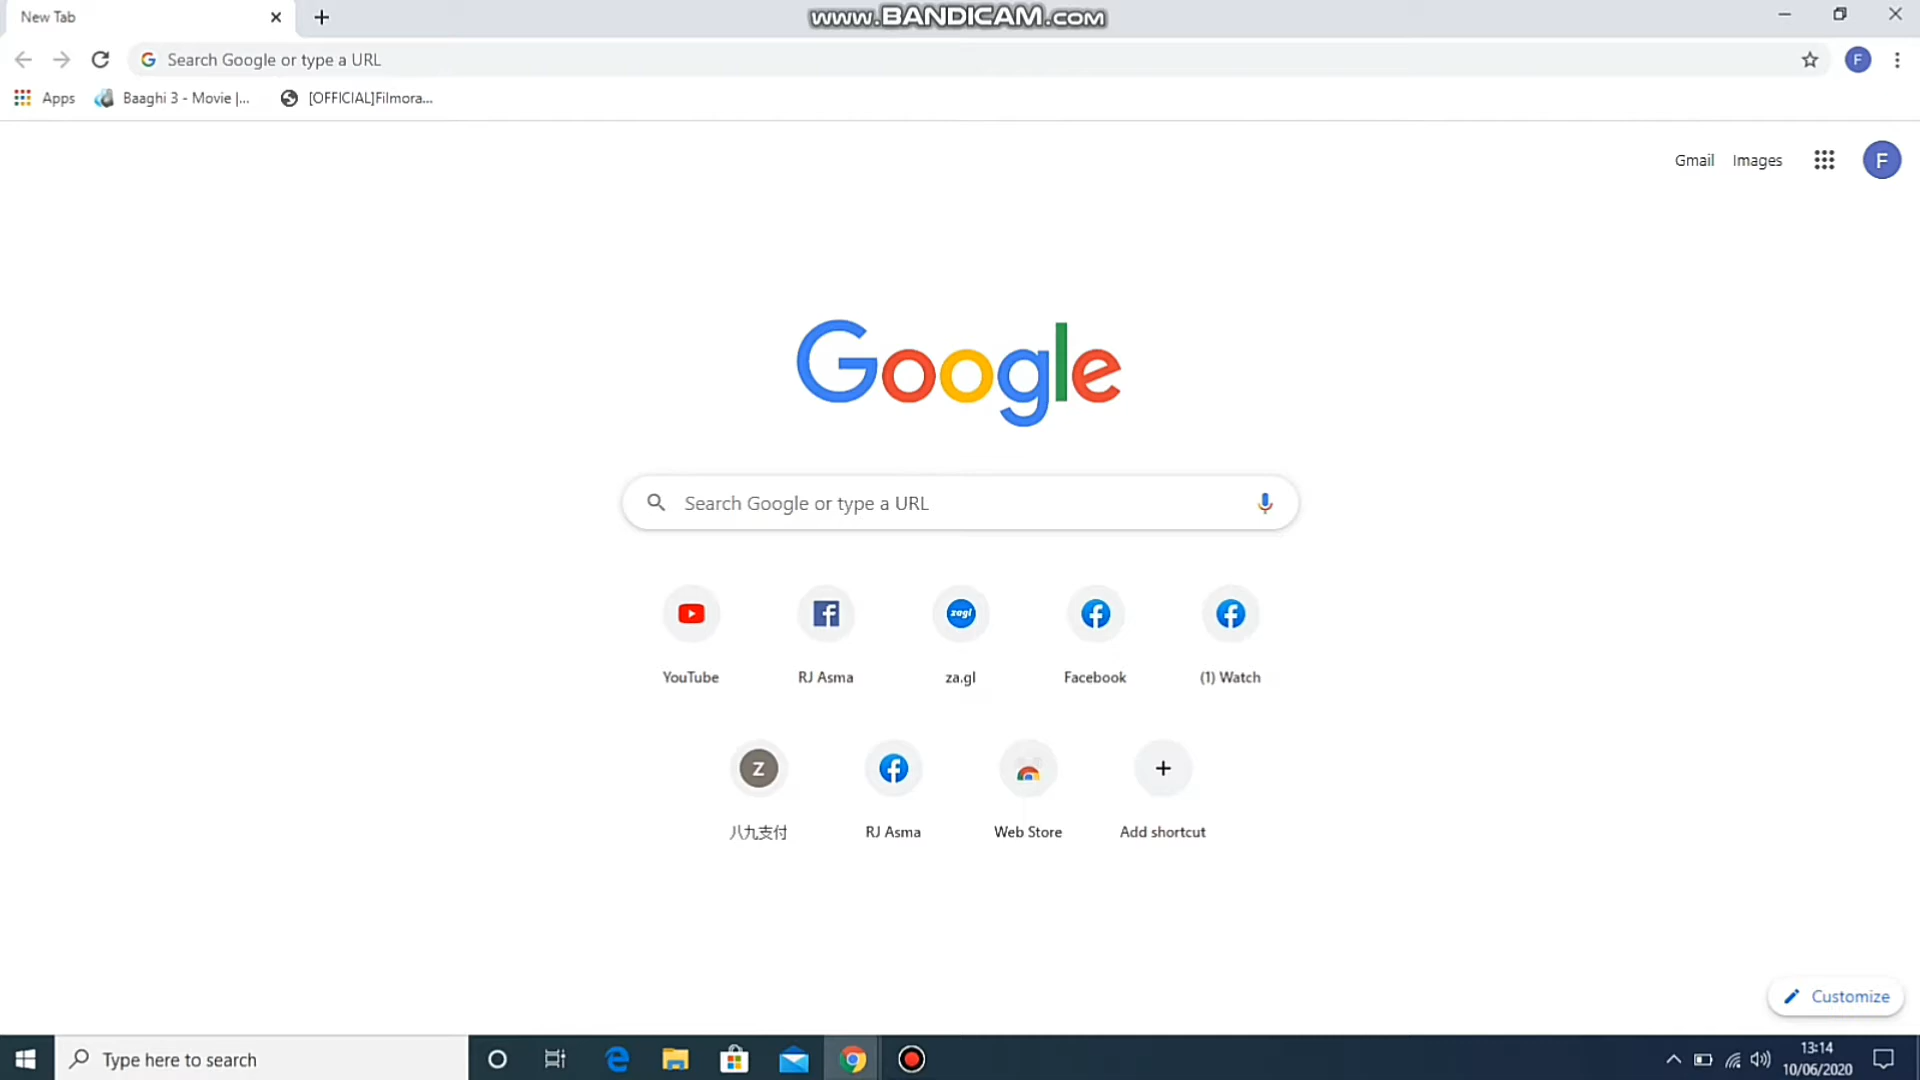 New Tab
www.BANDICAM.com
Search Google or type a URL
F
Apps
Baaghi 3 - Movie |...
[OFFICIAL]Filmora...
Gmail
Images
F
Google
Search Google or type a URL
zagl
YouTube
RJ Asma
za.gl
Facebook
(1) Watch
Z
八九支付
RJ Asma
Web Store
Add shortcut
Customize
Type here to search
13:14
10/06/2020